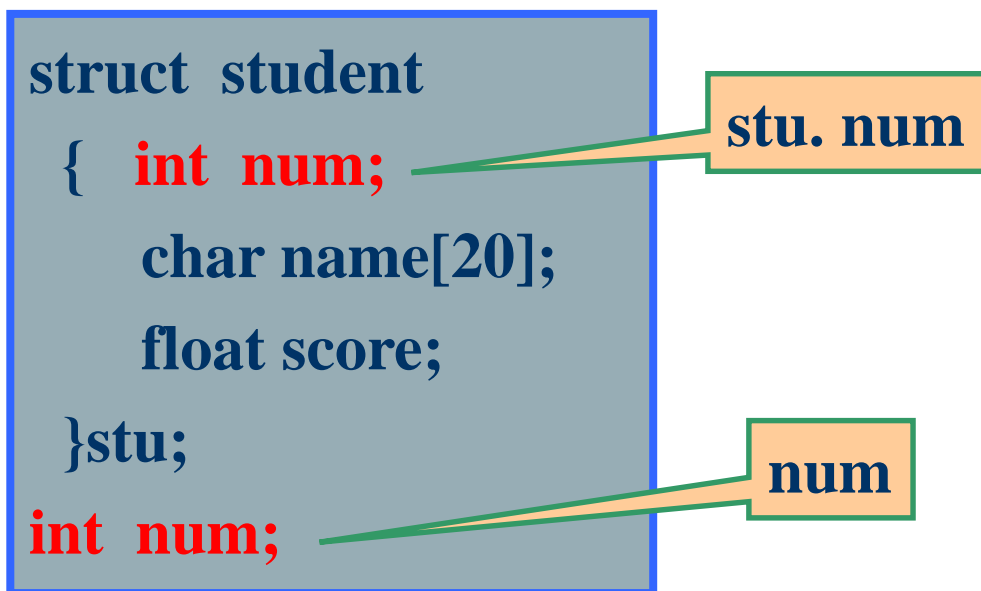 struct student
{ int num;
char name[20];
float score;
}stu;
int num;
stu. num
num